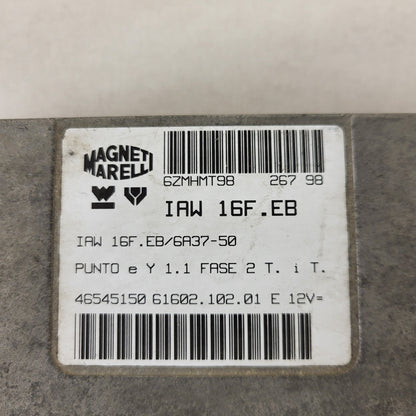 MAGNETI
MARELLI
6ZMHMT98 267 98
IAW 16F.EB
IAW 16F.EB/6A37-50
PUNTO e Y 1.1 FASE 2 T. i T.
46545150 61602.102.01 E 12V=